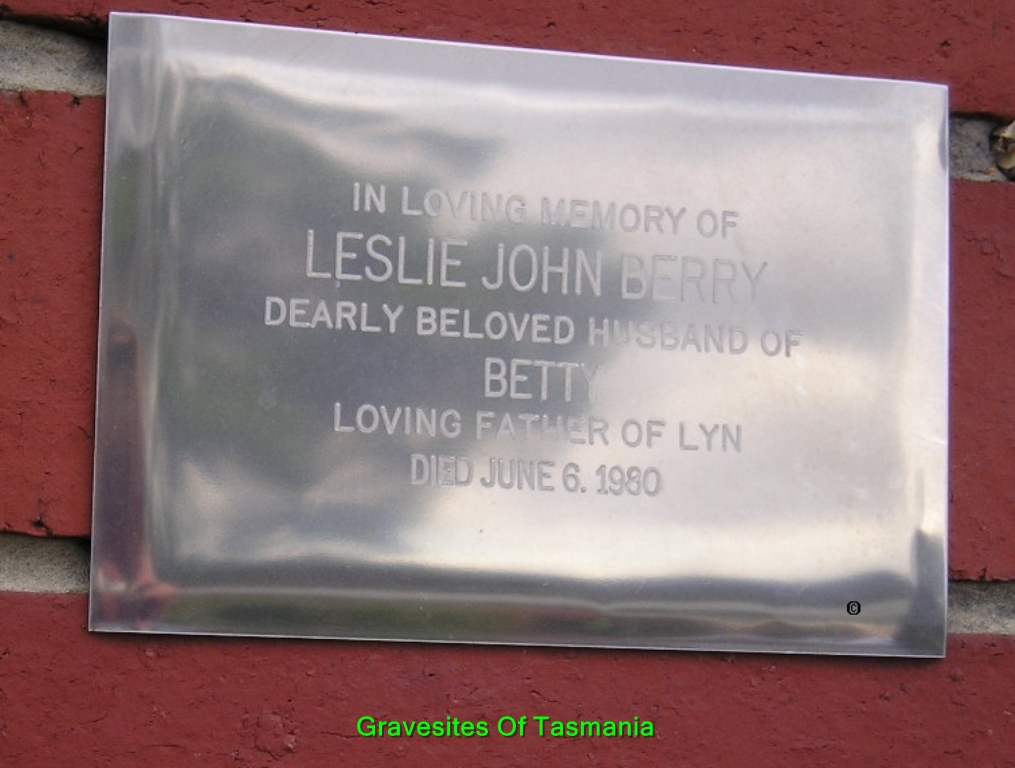 IN LOVING MEMORY OF
LESLIE JOHN BERRY
DEARLY BELOVED HUSBAND OF
BETTY
LOVING FATHER OF LYN
DIED JUNE 6. 1980
©
Gravesites Of Tasmania